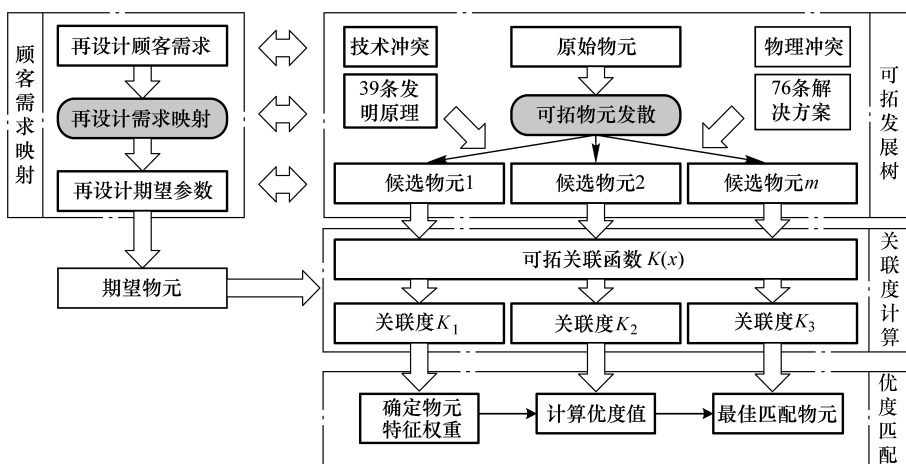 顾客需求映射
再设计顾客需求
再设计需求映射
再设计期望参数
期望物元
技术冲突
原始物元
物理冲突
39条发
明原理
可拓物元发散
76条解
决方案
候选物元1
候选物元2
候选物元m
可拓发展树
可拓关联函数 K(x)
关联度K₁
关联度K₂
关联度K₃
关联度计算
确定物元
特征权重
计算优度值
最佳匹配物元
优度匹配